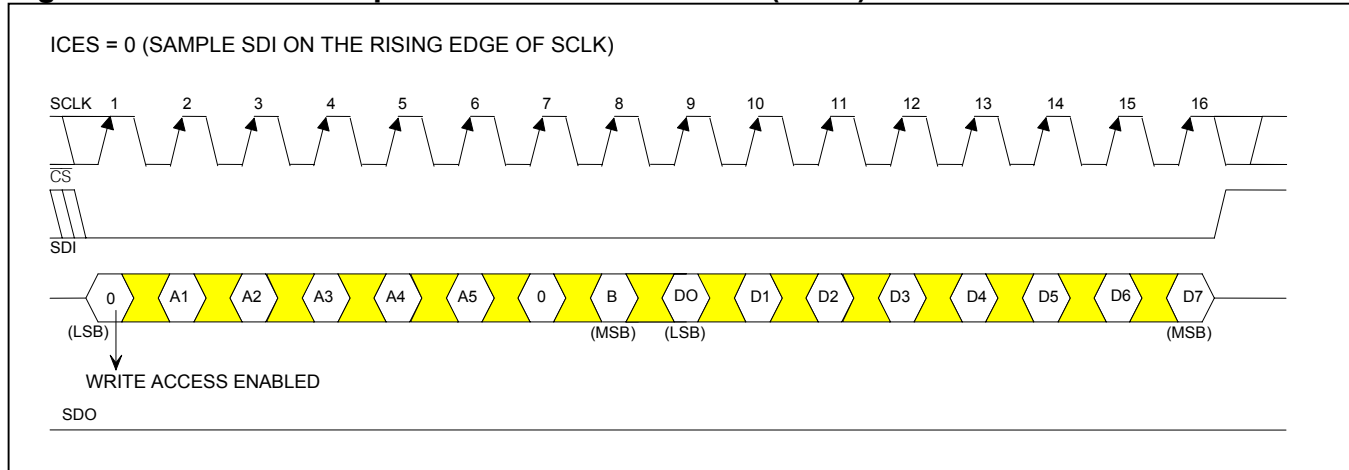 ICES = 0 (SAMPLE SDI ON THE RISING EDGE OF SCLK)
SCLK 1 2 3 4 5 6 7 8 9 10 11 12 13 14 15 16
CS
SDI
0 A1 A2 A3 A4 A5 0 B DO D1 D2 D3 D4 D5 D6 D7
(LSB) (MSB) (LSB) (MSB)
WRITE ACCESS ENABLED
SDO